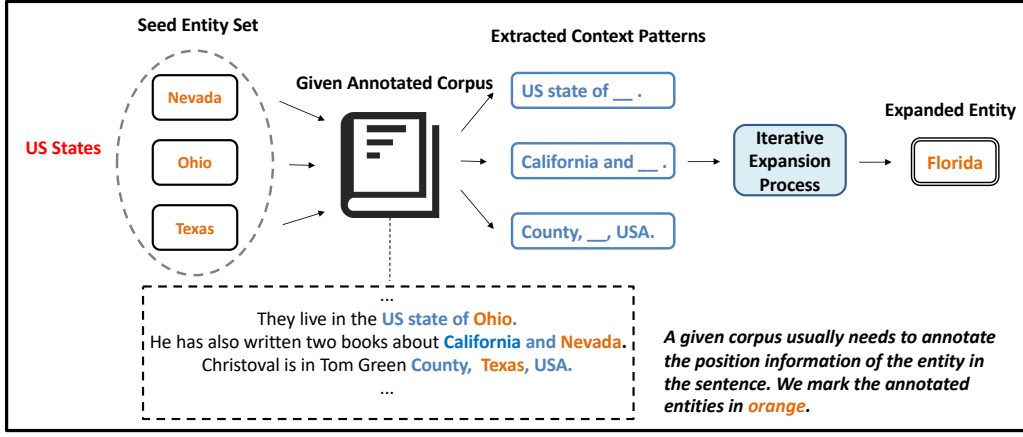 Seed Entity Set
US States
Nevada
Ohio
Texas
Given Annotated Corpus
Extracted Context Patterns
US state of __ .
California and __ .
County, __, USA.
Iterative
Expansion
Process
Expanded Entity
Florida
...
They live in the US state of Ohio.
He has also written two books about California and Nevada.
Christoval is in Tom Green County, Texas, USA.
...
A given corpus usually needs to annotate
the position information of the entity in
the sentence. We mark the annotated
entities in orange.